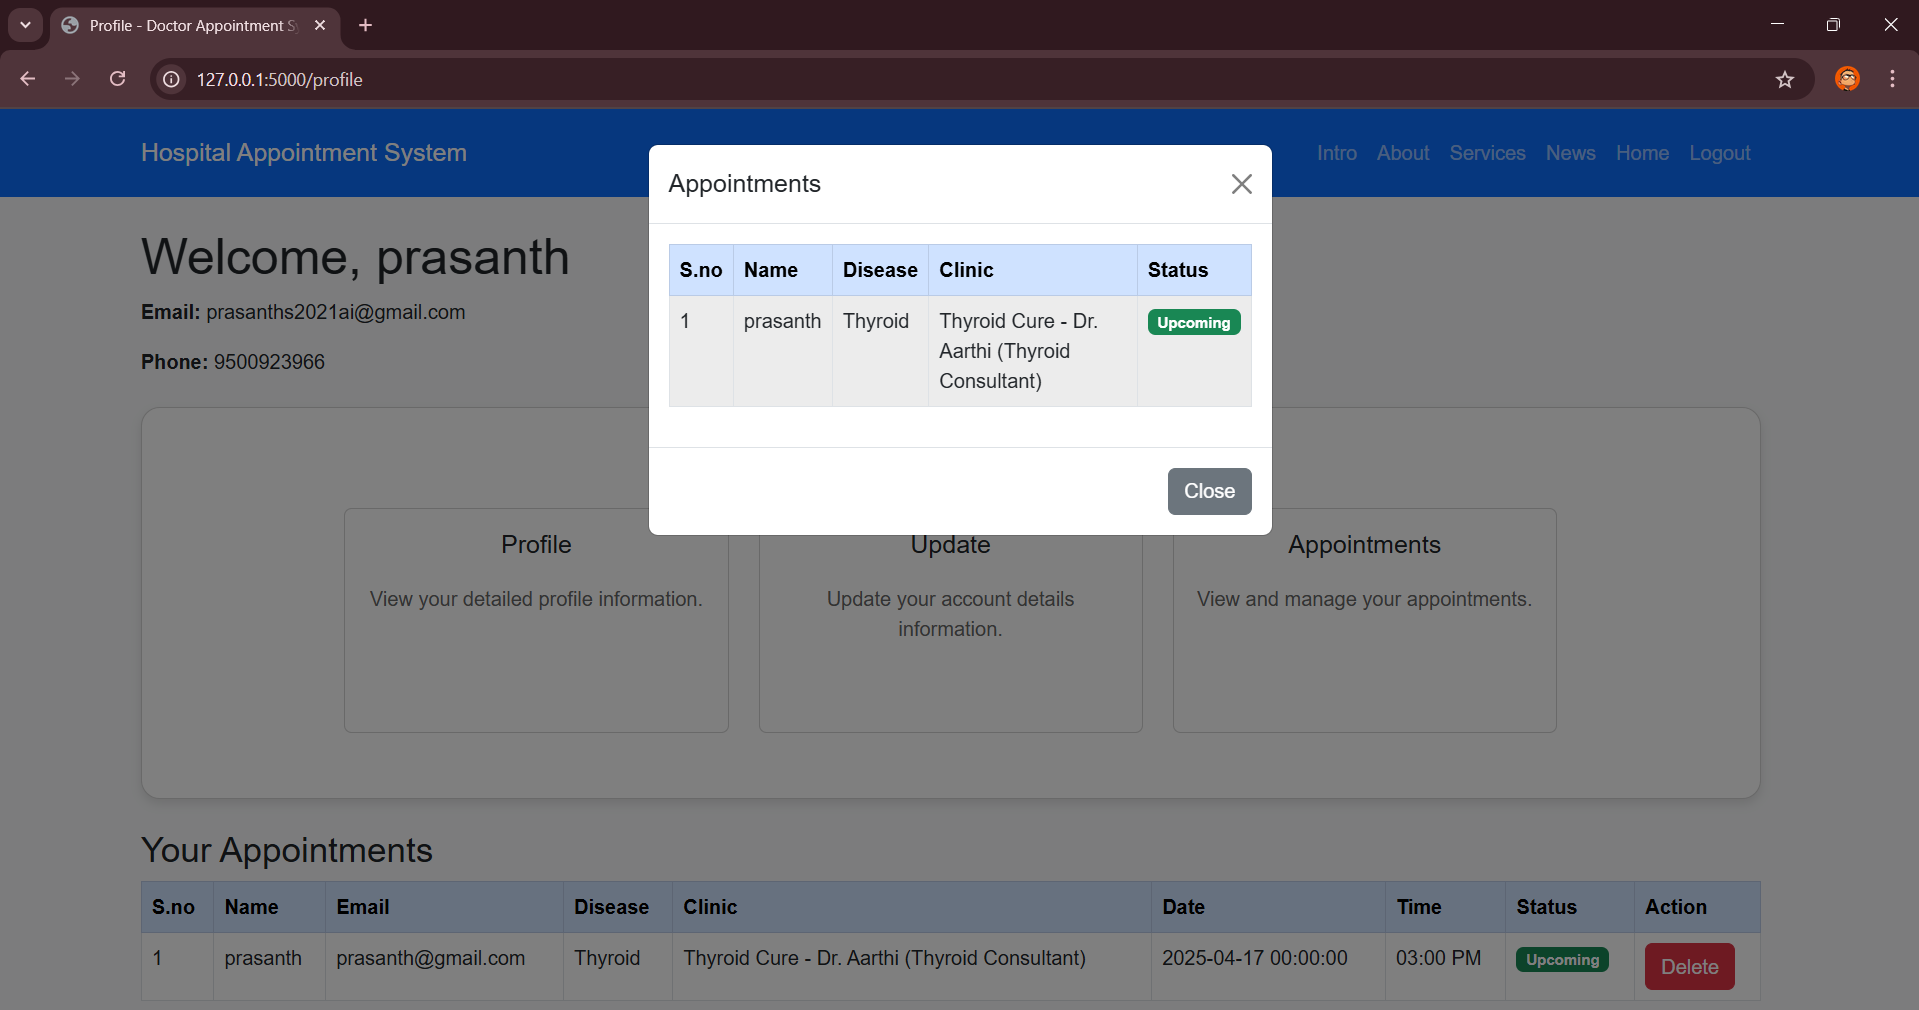 Profile - Doctor Appointment S
127.0.0.1:5000/profile
Hospital Appointment System
Intro About Services News Home Logout
Welcome, prasanth
Email: prasanths2021ai@gmail.com
Phone: 9500923966
Appointments
S.no Name Disease Clinic Status
1 prasanth Thyroid Thyroid Cure - Dr. Upcoming
Aarthi (Thyroid
Consultant)
Close
Profile Update Appointments
View your detailed profile information. Update your account details View and manage your appointments.
information.
Your Appointments
S.no Name Email Disease Clinic Date Time Status Action
1 prasanth prasanth@gmail.com Thyroid Thyroid Cure - Dr. Aarthi (Thyroid Consultant) 2025-04-17 00:00:00 03:00 PM Upcoming Delete